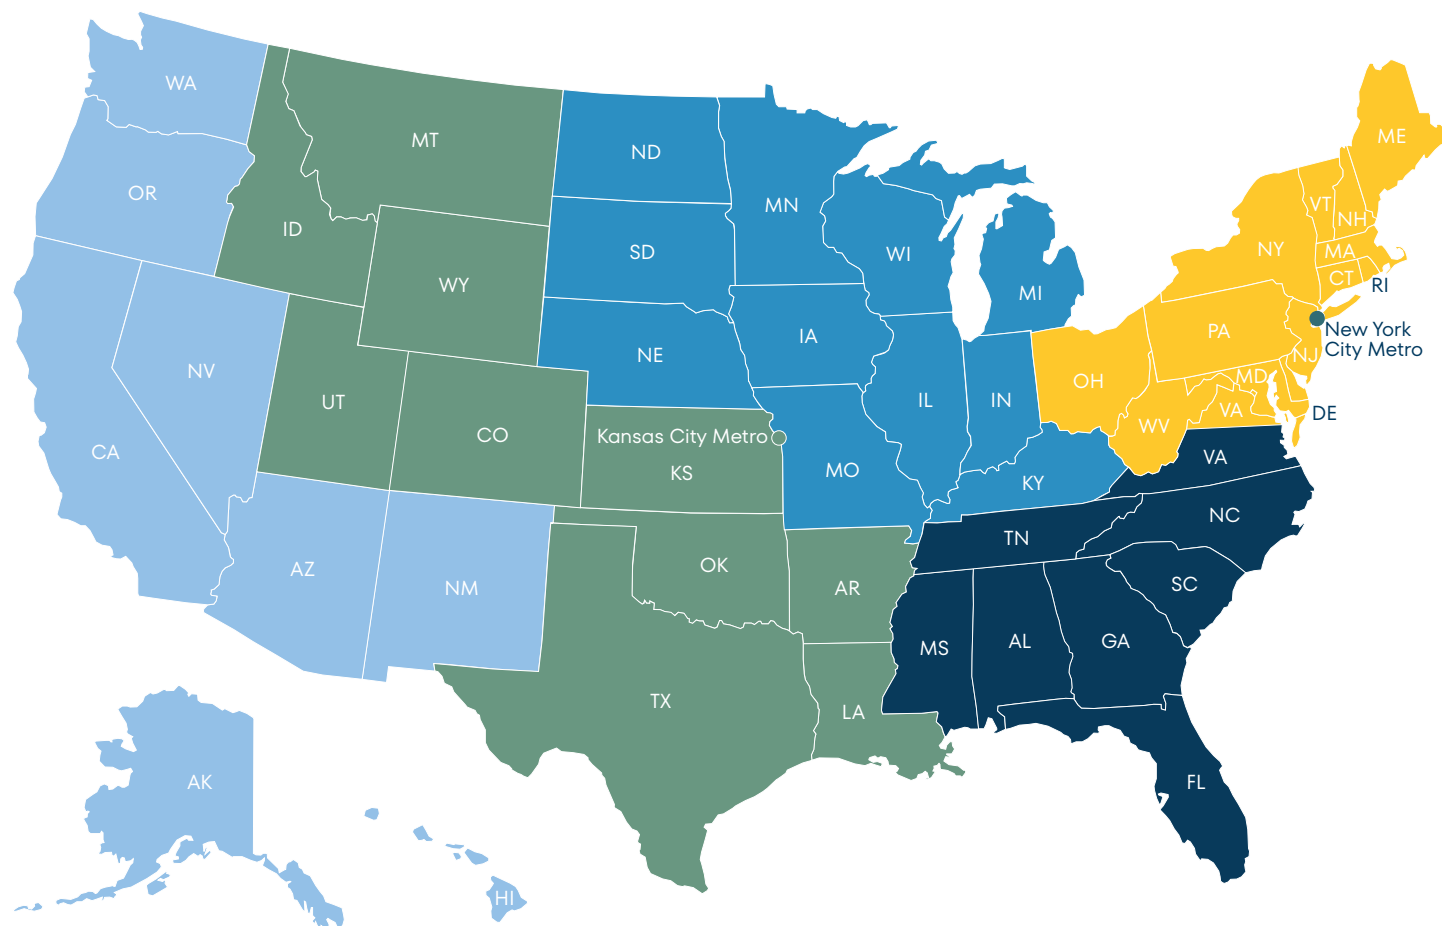 WA
MT
ME
ND
OR
VT
MN
NH
ID
NY
MA
SD
WI
CT
WY
RI
MI
New York
City Metro
PA
IA
NE
NJ
NV
MD
OH
UT
IL
IN
VA
DE
WV
CO
Kansas City Metro
CA
VA
MO
KS
KY
NC
TN
OK
AZ
SC
NM
AR
AL
GA
MS
TX
LA
AK
FL
HI